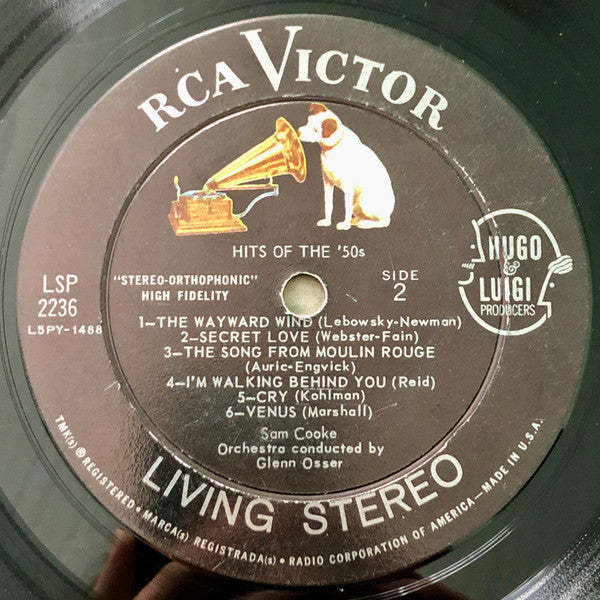 RCA VICTOR
HITS OF THE '50s
HUGO
&
LUIGI
PRODUCERS
LSP
2236
L5PY-1488
"STEREO-ORTHOPHONIC"
HIGH FIDELITY
SIDE
2
1—THE WAYWARD WIND (Lebowsky-Newman)
2—SECRET LOVE (Webster-Fain)
3—THE SONG FROM MOULIN ROUGE
(Auric-Engvick)
4—I'M WALKING BEHIND YOU (Reid)
5—CRY (Kohlman)
6—VENUS (Marshall)
Sam Cooke
Orchestra conducted by
Glenn Osser
LIVING STEREO
TMK(s) ® REGISTERED • MARCA(s) REGISTRADA(s) • RADIO CORPORATION OF AMERICA—MADE IN U.S.A.